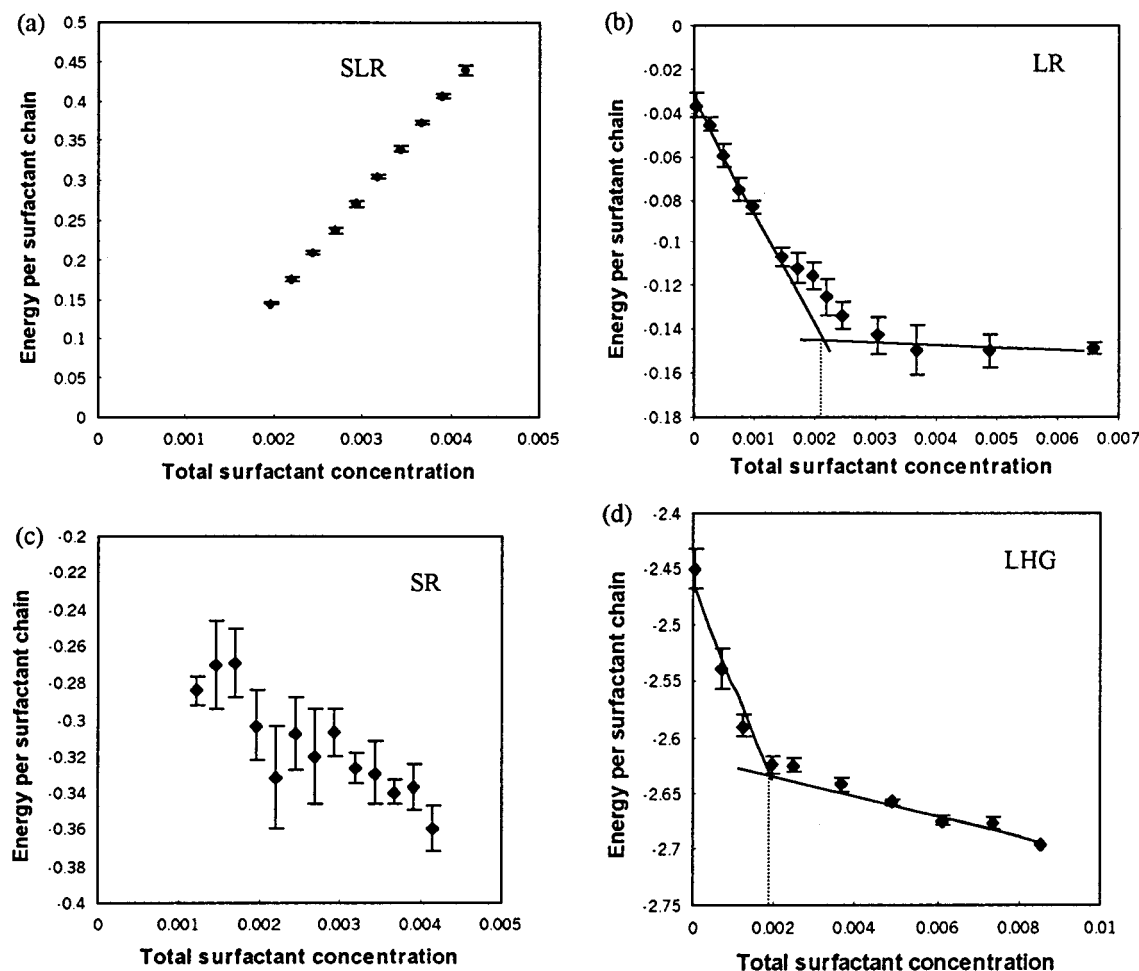 (a)
SLR
0.5
0.45
0.4
0.35
0.3
0.25
0.2
0.15
0.1
0.05
0
Energy per surfactant chain
0 0.001 0.002 0.003 0.004 0.005
Total surfactant concentration
(b)
LR
0
-0.02
-0.04
-0.06
-0.08
-0.1
-0.12
-0.14
-0.16
-0.18
Energy per surfatant chain
0 0.001 0.002 0.003 0.004 0.005 0.006 0.007
Total surfactant concentration
(c)
SR
-0.2
-0.22
-0.24
-0.26
-0.28
-0.3
-0.32
-0.34
-0.36
-0.38
-0.4
Energy per surfactant chain
0 0.001 0.002 0.003 0.004 0.005
Total surfactant concentration
(d)
LHG
-2.4
-2.45
-2.5
-2.55
-2.6
-2.65
-2.7
-2.75
Energy per surfactant chain
0 0.002 0.004 0.006 0.008 0.01
Total surfactant concentration